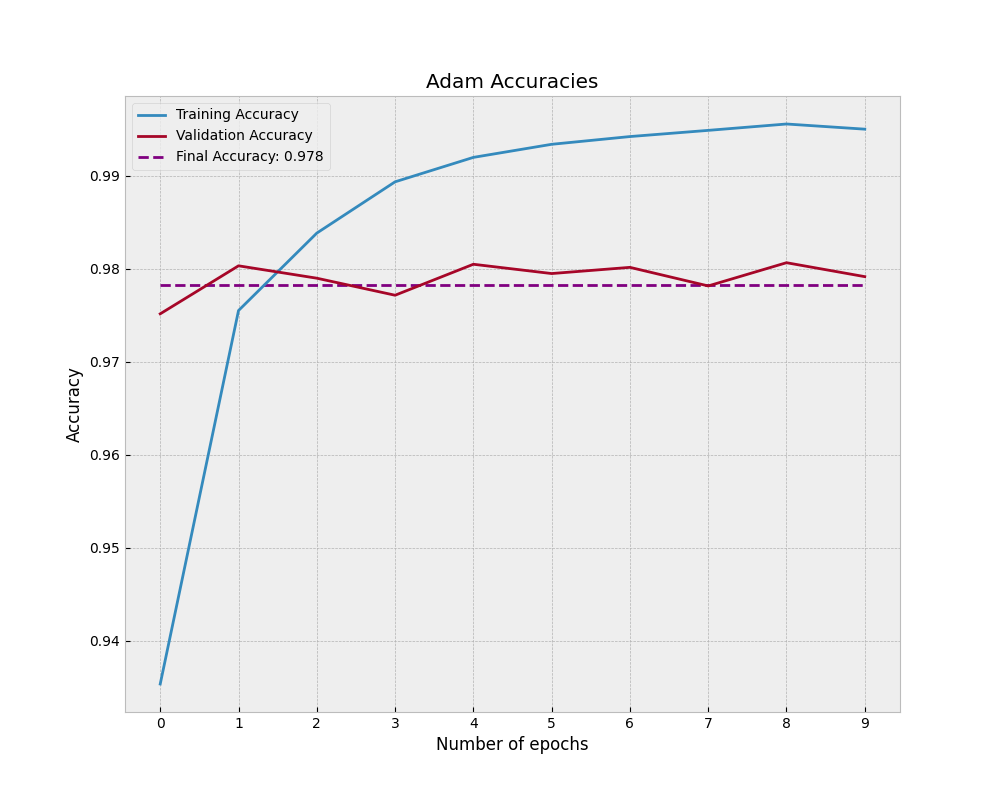 Adam Accuracies
Training Accuracy
Validation Accuracy
Final Accuracy: 0.978
0.99
0.98
0.97
0.96
0.95
0.94
Accuracy
0 1 2 3 4 5 6 7 8 9
Number of epochs